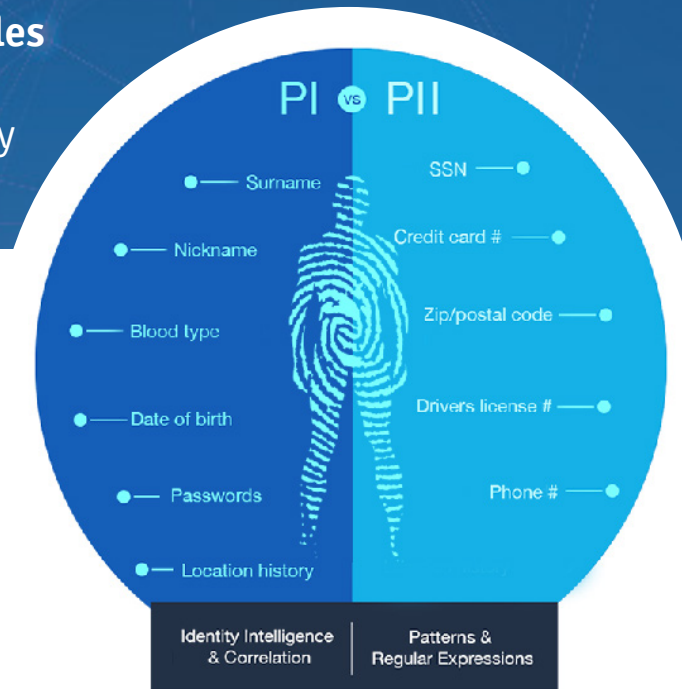 les
y
PI vs PII
Surname
Nickname
Blood type
Date of birth
Passwords
Location history
SSN
Credit card #
Zip/postal code
Drivers license #
Phone #
Identity Intelligence
& Correlation
Patterns &
Regular Expressions